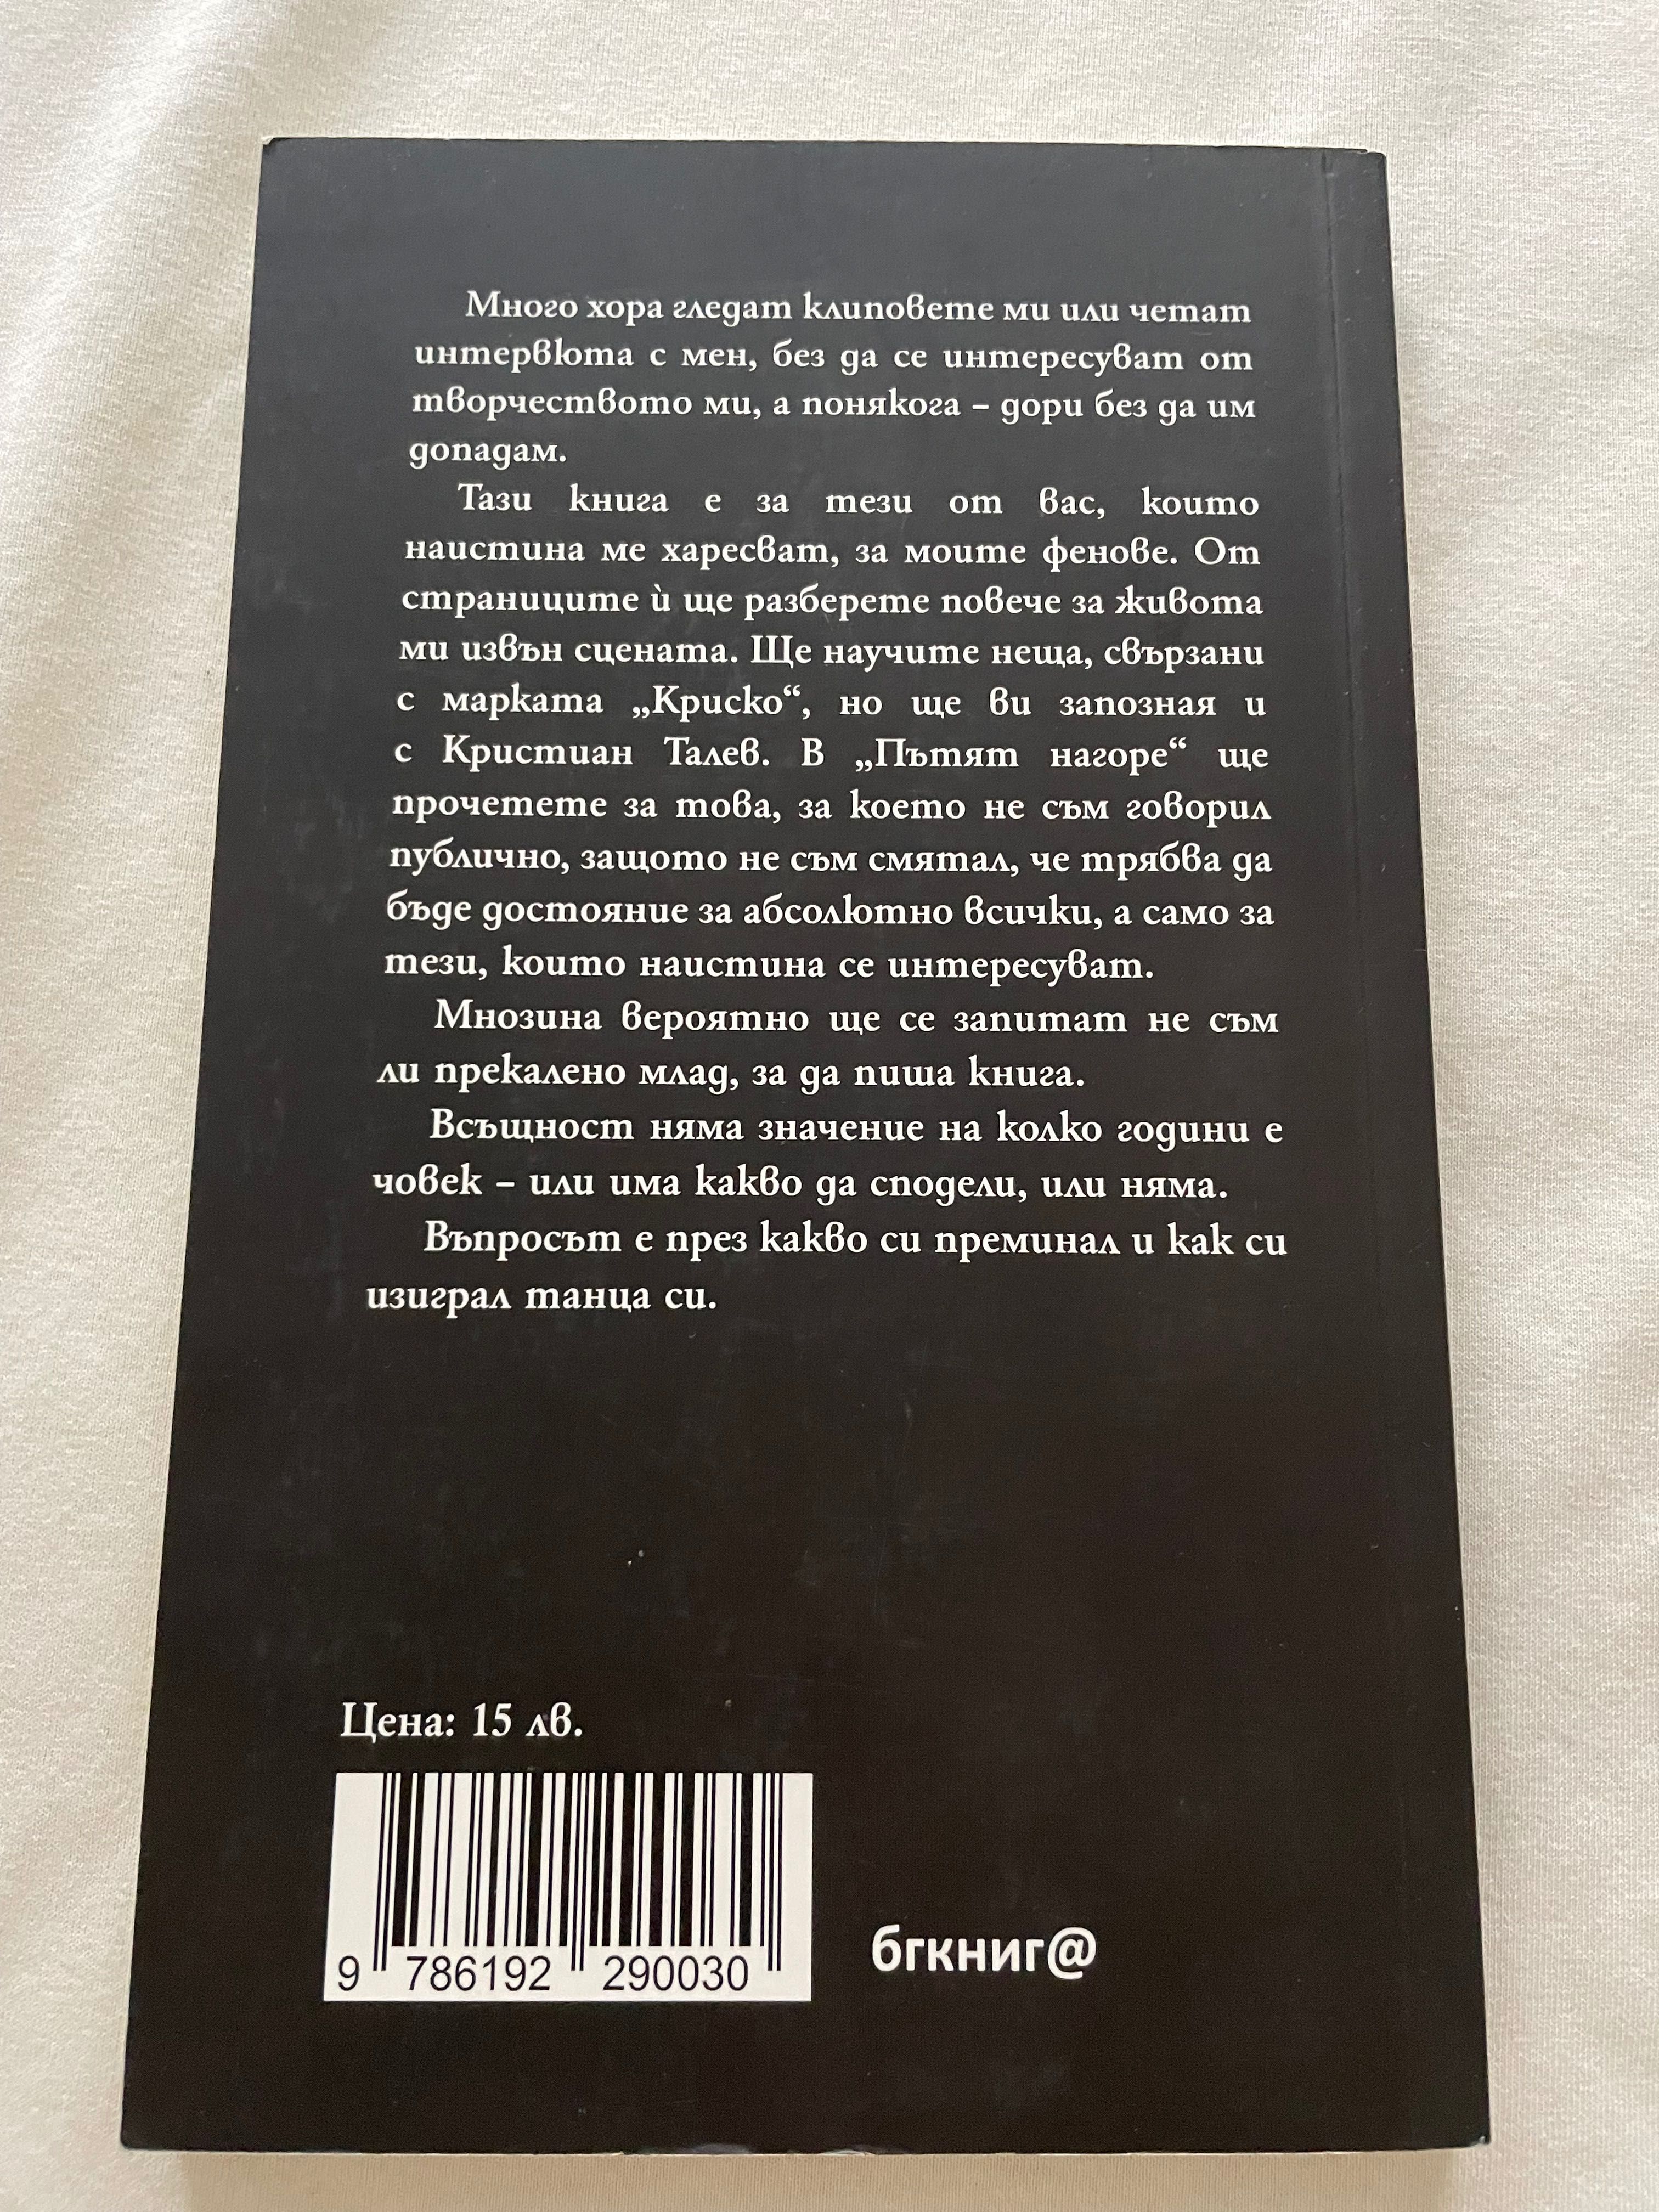 Много хора гледат клиповете ми или четат
интервюта с мен, без да се интересуват от
творчеството ми, а понякога – дори без да им
допадам.
Тази книга е за тези от вас, които
наистина ме харесват, за моите фенове. От
страниците ѝ ще разберете повече за живота
ми извън сцената. Ще научите неща, свързани
с марката „Криско“, но ще ви запозная и
с Кристиан Талев. В „Пътят нагоре“ ще
прочетете за това, за което не съм говорил
публично, защото не съм смятал, че трябва да
бъде достояние за абсолютно всички, а само за
тези, които наистина се интересуват.
Мнозина вероятно ще се запитат не съм
ли прекалено млад, за да пиша книга.
Всъщност няма значение на колко години е
човек – или има какво да сподели, или няма.
Въпросът е през какво си преминал и как си
изиграл танца си.
Цена: 15 лв.
9 786192 290030
бгкниг@